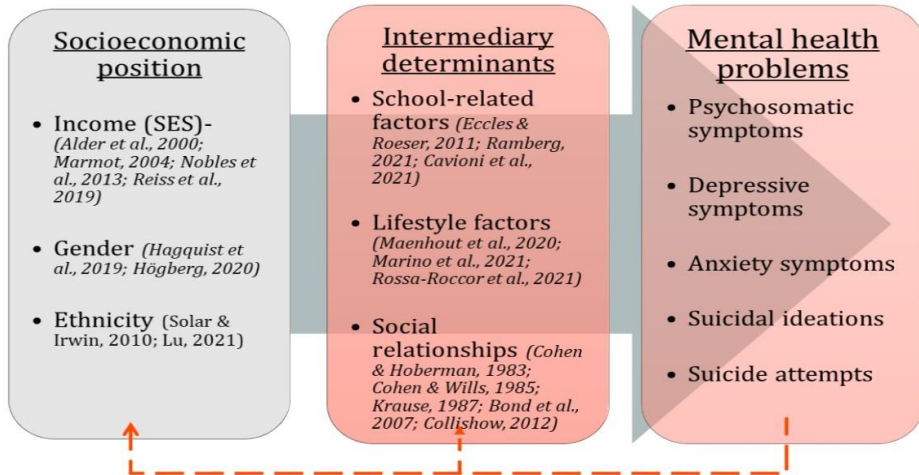 Socioeconomic
position
• Income (SES)-
(Alder et al., 2000;
Marmot, 2004; Nobles et
al., 2013; Reiss et al.,
2019)
• Gender (Hagquist
et al., 2019; Högberg, 2020)
• Ethnicity (Solar &
Irwin, 2010; Lu, 2021)
Intermediary
determinants
• School-related
factors (Eccles &
Roeser, 2011; Ramberg,
2021; Cavioni et al.,
2021)
• Lifestyle factors
(Maenhout et al., 2020;
Marino et al., 2021;
Rossa-Roccor et al., 2021)
• Social
relationships (Cohen
& Hoberman, 1983;
Cohen & Wills, 1985;
Krause, 1987; Bond et al.,
2007; Collishow, 2012)
Mental health
problems
• Psychosomatic
symptoms
• Depressive
symptoms
• Anxiety symptoms
• Suicidal ideations
• Suicide attempts